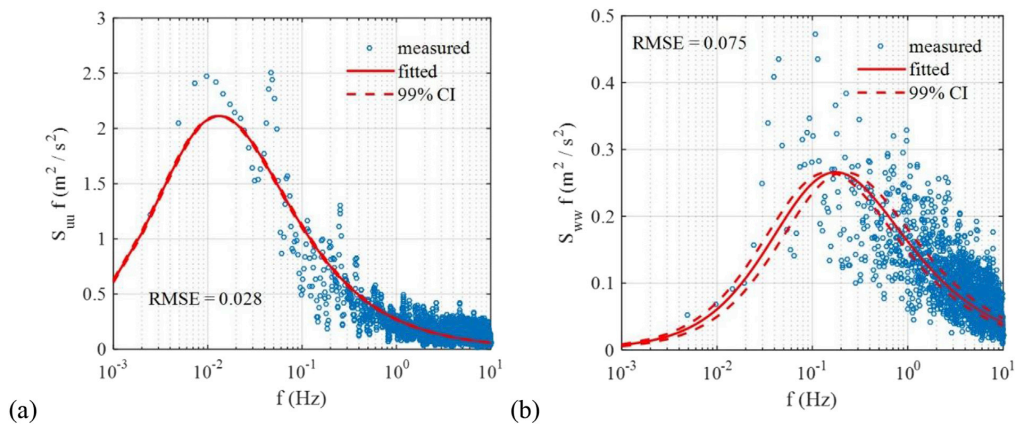 3
2.5
2
1.5
1
0.5
0
S_uu f (m² / s²)
measured
fitted
99% CI
RMSE = 0.028
10⁻³ 10⁻² 10⁻¹ 10⁰ 10¹
f (Hz)
(a)
0.5
0.4
0.3
0.2
0.1
0
S_ww f (m² / s²)
RMSE = 0.075
measured
fitted
99% CI
10⁻³ 10⁻² 10⁻¹ 10⁰ 10¹
f (Hz)
(b)